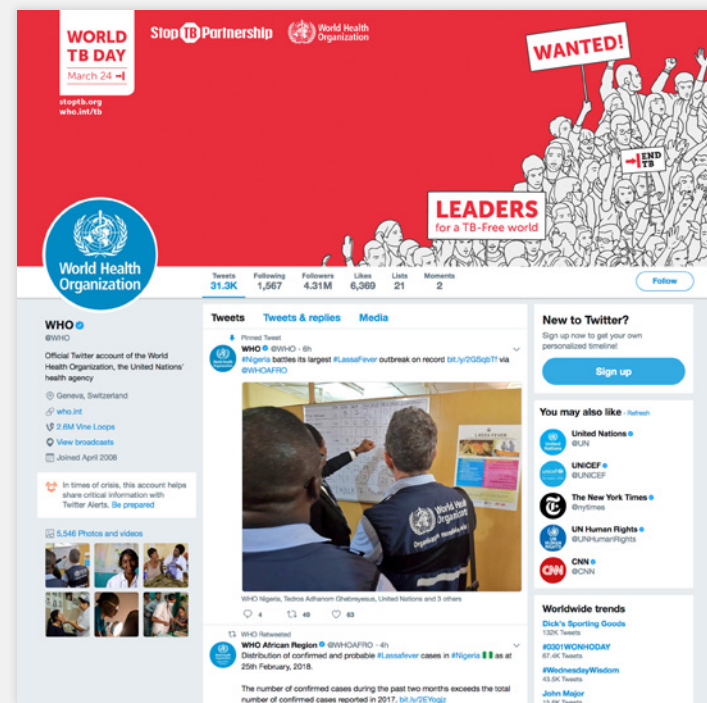 WORLD
TB DAY
March 24
stoptb.org
who.int/tb
Stop TB Partnership
World Health
Organization
WANTED!
END
TB
LEADERS
for a TB-Free world
World Health
Organization
Tweets
31.3K
Following
1,567
Followers
4.31M
Likes
6,369
Lists
21
Moments
2
Follow
WHO
@WHO
Official Twitter account of the World
Health Organization, the United Nations'
health agency
Geneva, Switzerland
who.int
2.6M Vine Loops
View broadcasts
Joined April 2008
In times of crisis, this account helps
share critical information with
Twitter Alerts. Be prepared
5,546 Photos and videos
Tweets Tweets & replies Media
Pinned Tweet
WHO @WHO · 6h
#Nigeria battles its largest #LassaFever outbreak on record bit.ly/2GSqbTf via
@WHOAFRO
LASSA FEVER
World Health
Organization
WHO Nigeria, Tedros Adhanom Ghebreyesus, United Nations and 3 others
4 49 63
WHO Retweeted
WHO African Region @WHOAFRO · 4h
Distribution of confirmed and probable #Lassafever cases in #Nigeria as at
25th February, 2018.
The number of confirmed cases during the past two months exceeds the total
number of confirmed cases reported in 2017. bit.ly/2EYogjz
New to Twitter?
Sign up now to get your own
personalized timeline!
Sign up
You may also like · Refresh
United Nations
@UN
UNICEF
@UNICEF
The New York Times
@nytimes
UN Human Rights
@UNHumanRights
CNN
CNN
@CNN
Worldwide trends
Dick's Sporting Goods
132K Tweets
#0301WONHODAY
67.4K Tweets
#WednesdayWisdom
43.5K Tweets
John Major